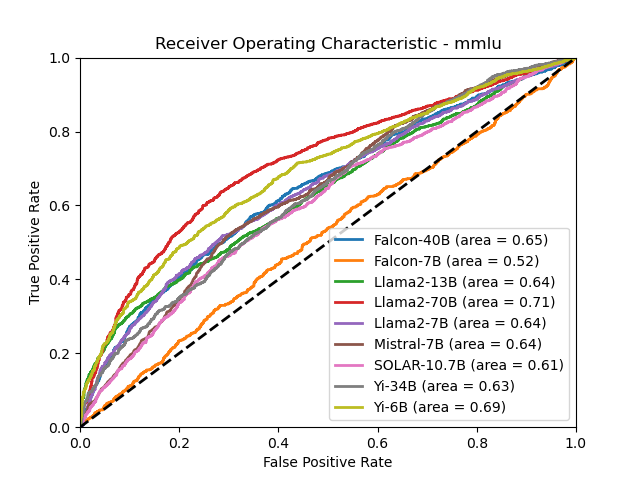 Receiver Operating Characteristic - mmlu
True Positive Rate
1.0
0.8
0.6
0.4
0.2
0.0
Falcon-40B (area = 0.65)
Falcon-7B (area = 0.52)
Llama2-13B (area = 0.64)
Llama2-70B (area = 0.71)
Llama2-7B (area = 0.64)
Mistral-7B (area = 0.64)
SOLAR-10.7B (area = 0.61)
Yi-34B (area = 0.63)
Yi-6B (area = 0.69)
0.0 0.2 0.4 0.6 0.8 1.0
False Positive Rate